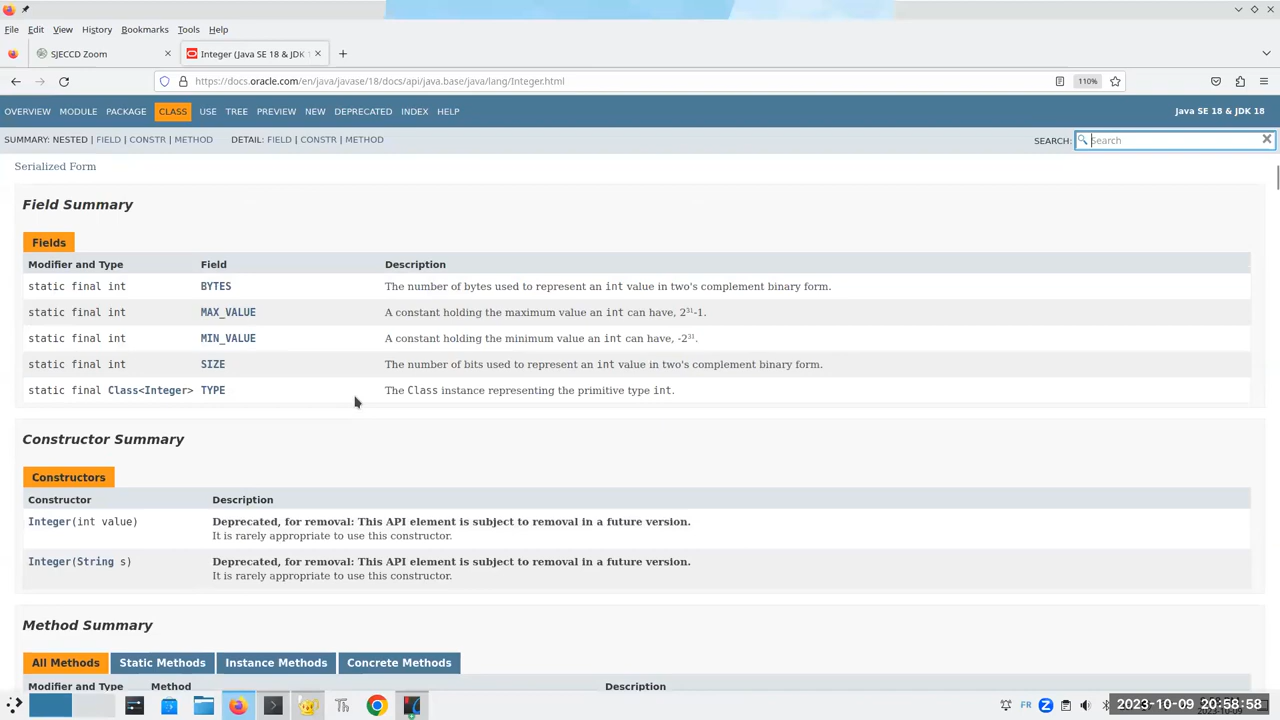 File Edit View History Bookmarks Tools Help
SJECCD Zoom Integer (Java SE 18 & JDK 1
https://docs.oracle.com/en/java/javase/18/docs/api/java.base/java/lang/Integer.html 110%
OVERVIEW MODULE PACKAGE CLASS USE TREE PREVIEW NEW DEPRECATED INDEX HELP Java SE 18 & JDK 18
SUMMARY: NESTED | FIELD | CONSTR | METHOD DETAIL: FIELD | CONSTR | METHOD SEARCH: Search
Serialized Form
Field Summary
Fields
Modifier and Type Field Description
static final int BYTES The number of bytes used to represent an int value in two's complement binary form.
static final int MAX_VALUE A constant holding the maximum value an int can have, 2³¹-1.
static final int MIN_VALUE A constant holding the minimum value an int can have, -2³¹.
static final int SIZE The number of bits used to represent an int value in two's complement binary form.
static final Class<Integer> TYPE The Class instance representing the primitive type int.
Constructor Summary
Constructors
Constructor Description
Integer(int value) Deprecated, for removal: This API element is subject to removal in a future version.
It is rarely appropriate to use this constructor.
Integer(String s) Deprecated, for removal: This API element is subject to removal in a future version.
It is rarely appropriate to use this constructor.
Method Summary
All Methods Static Methods Instance Methods Concrete Methods
Modifier and Type Method Description
FR 2023-10-09 20:58:58